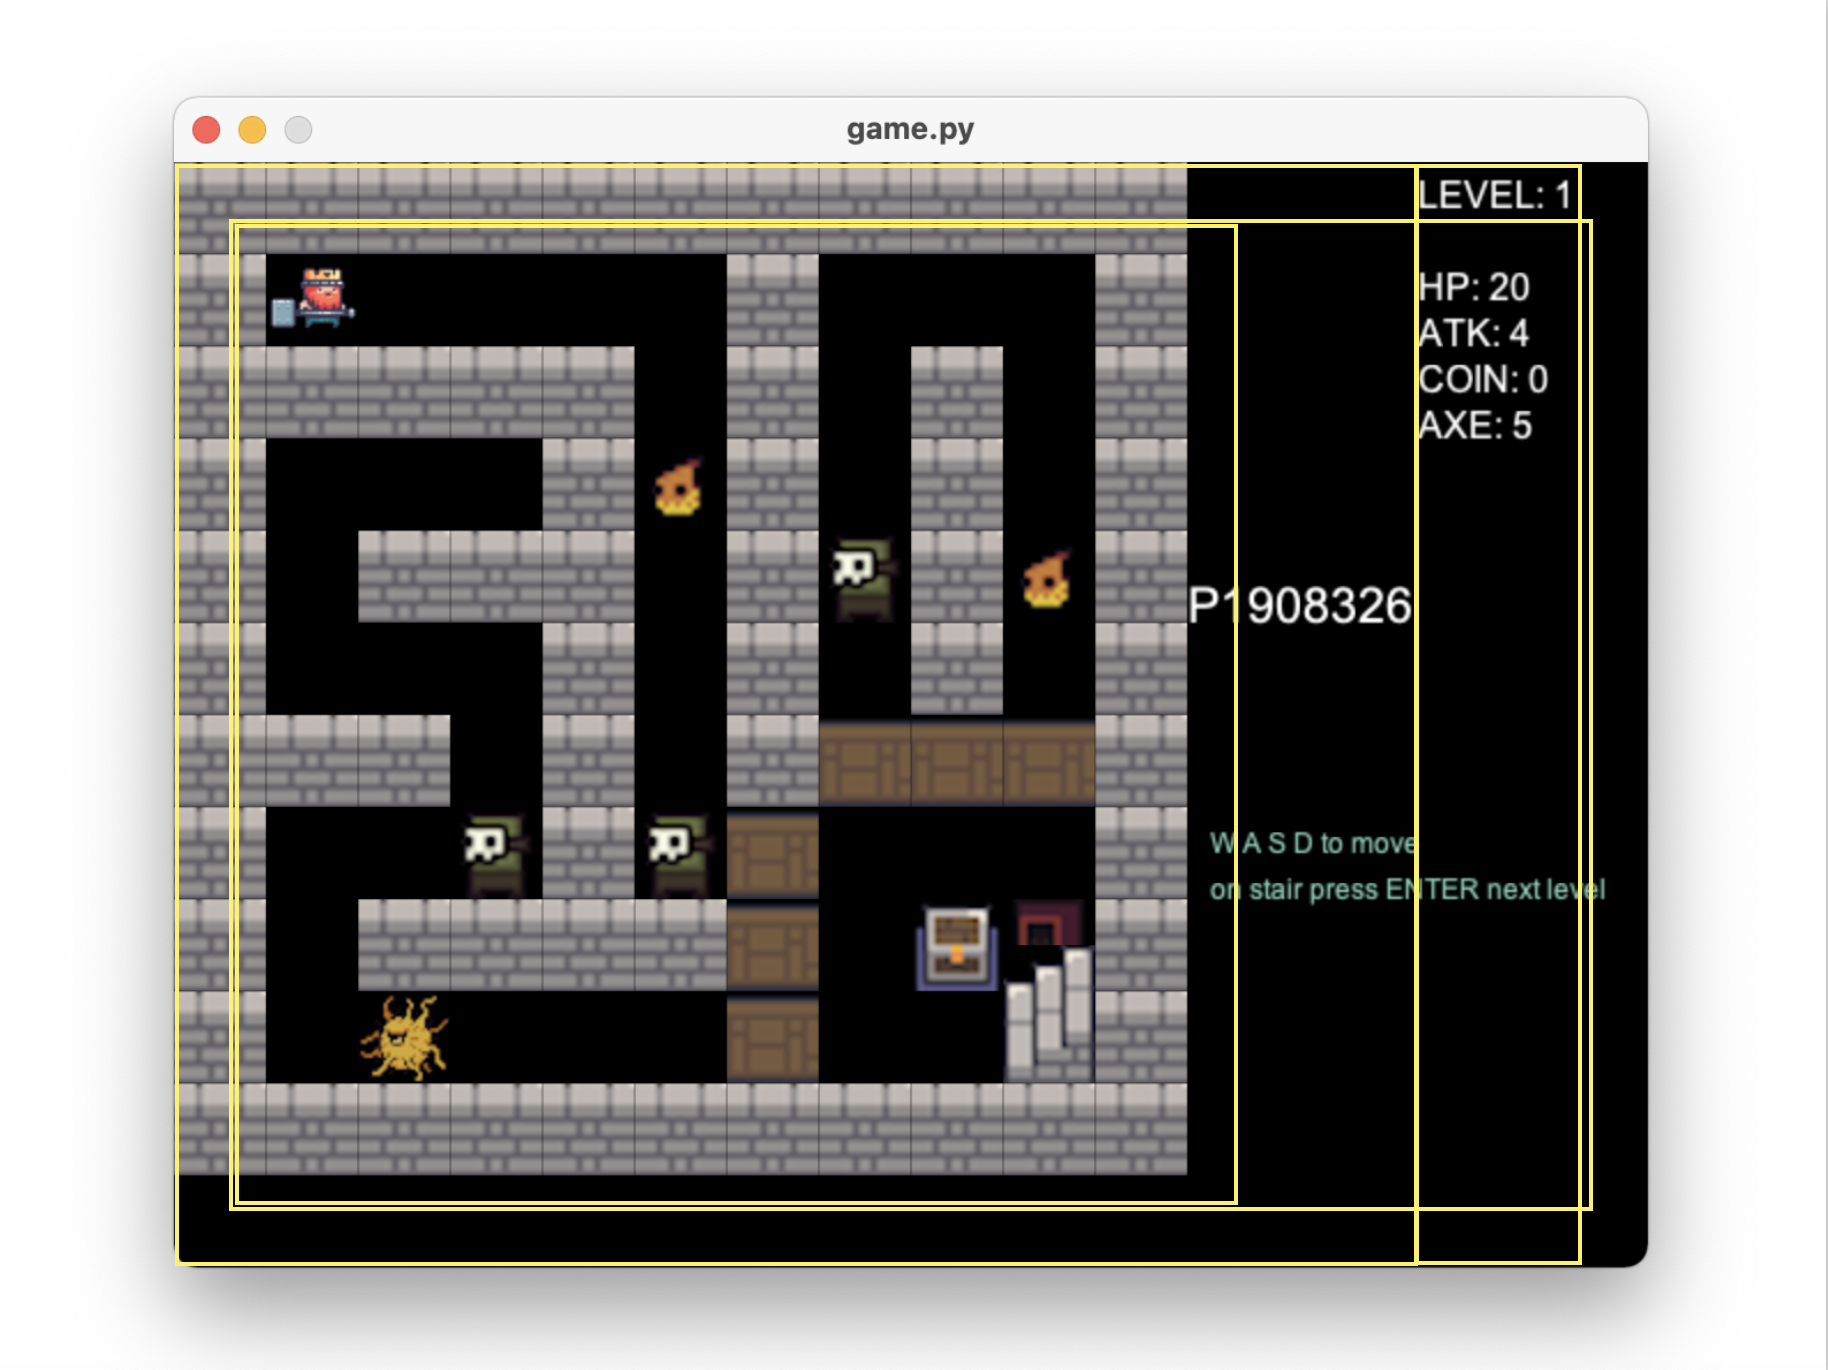 game.py
LEVEL: 1
HP: 20
ATK: 4
COIN: 0
AXE: 5
P1908326
W A S D to move
on stair press ENTER next level